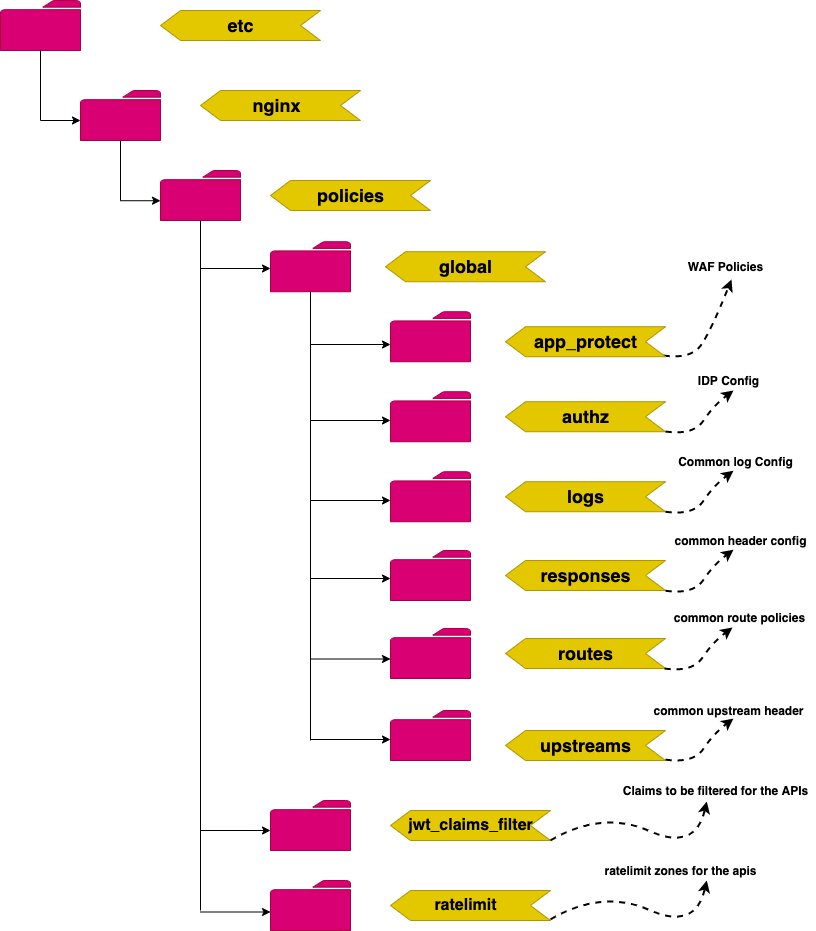 etc
nginx
policies
global
WAF Policies
app_protect
IDP Config
authz
Common log Config
logs
common header config
responses
common route policies
routes
common upstream header
upstreams
Claims to be filtered for the APIs
jwt_claims_filter
ratelimit zones for the apis
ratelimit